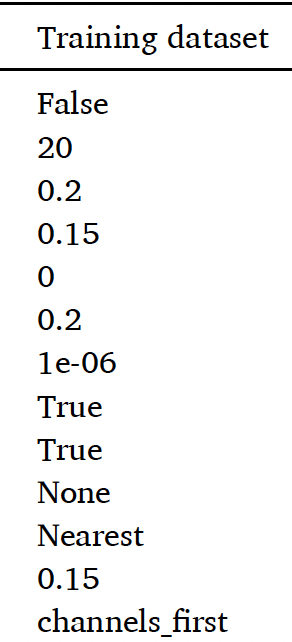 Training dataset
False
20
0.2
0.15
0
0.2
1e-06
True
True
None
Nearest
0.15
channels_first